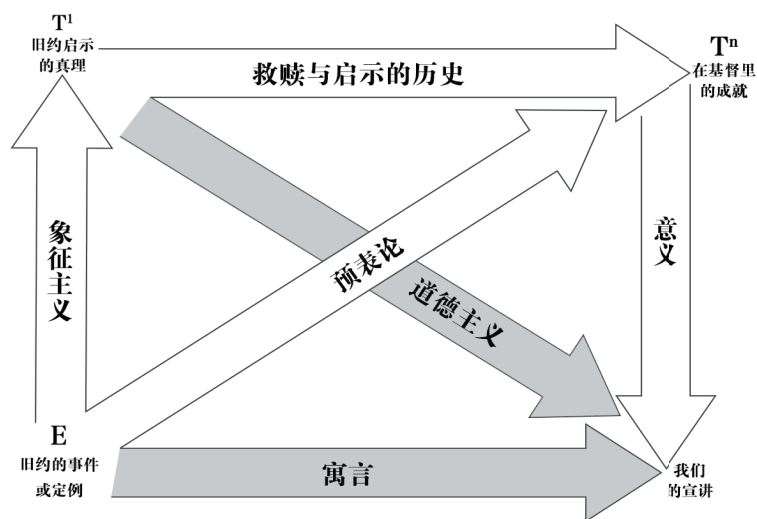 T¹
旧约启示
的真理
救赎与启示的历史
Tⁿ
在基督里
的成就
象征主义
预表论
道德主义
意义
E
旧约的事件
或定例
寓言
我们
的宣讲